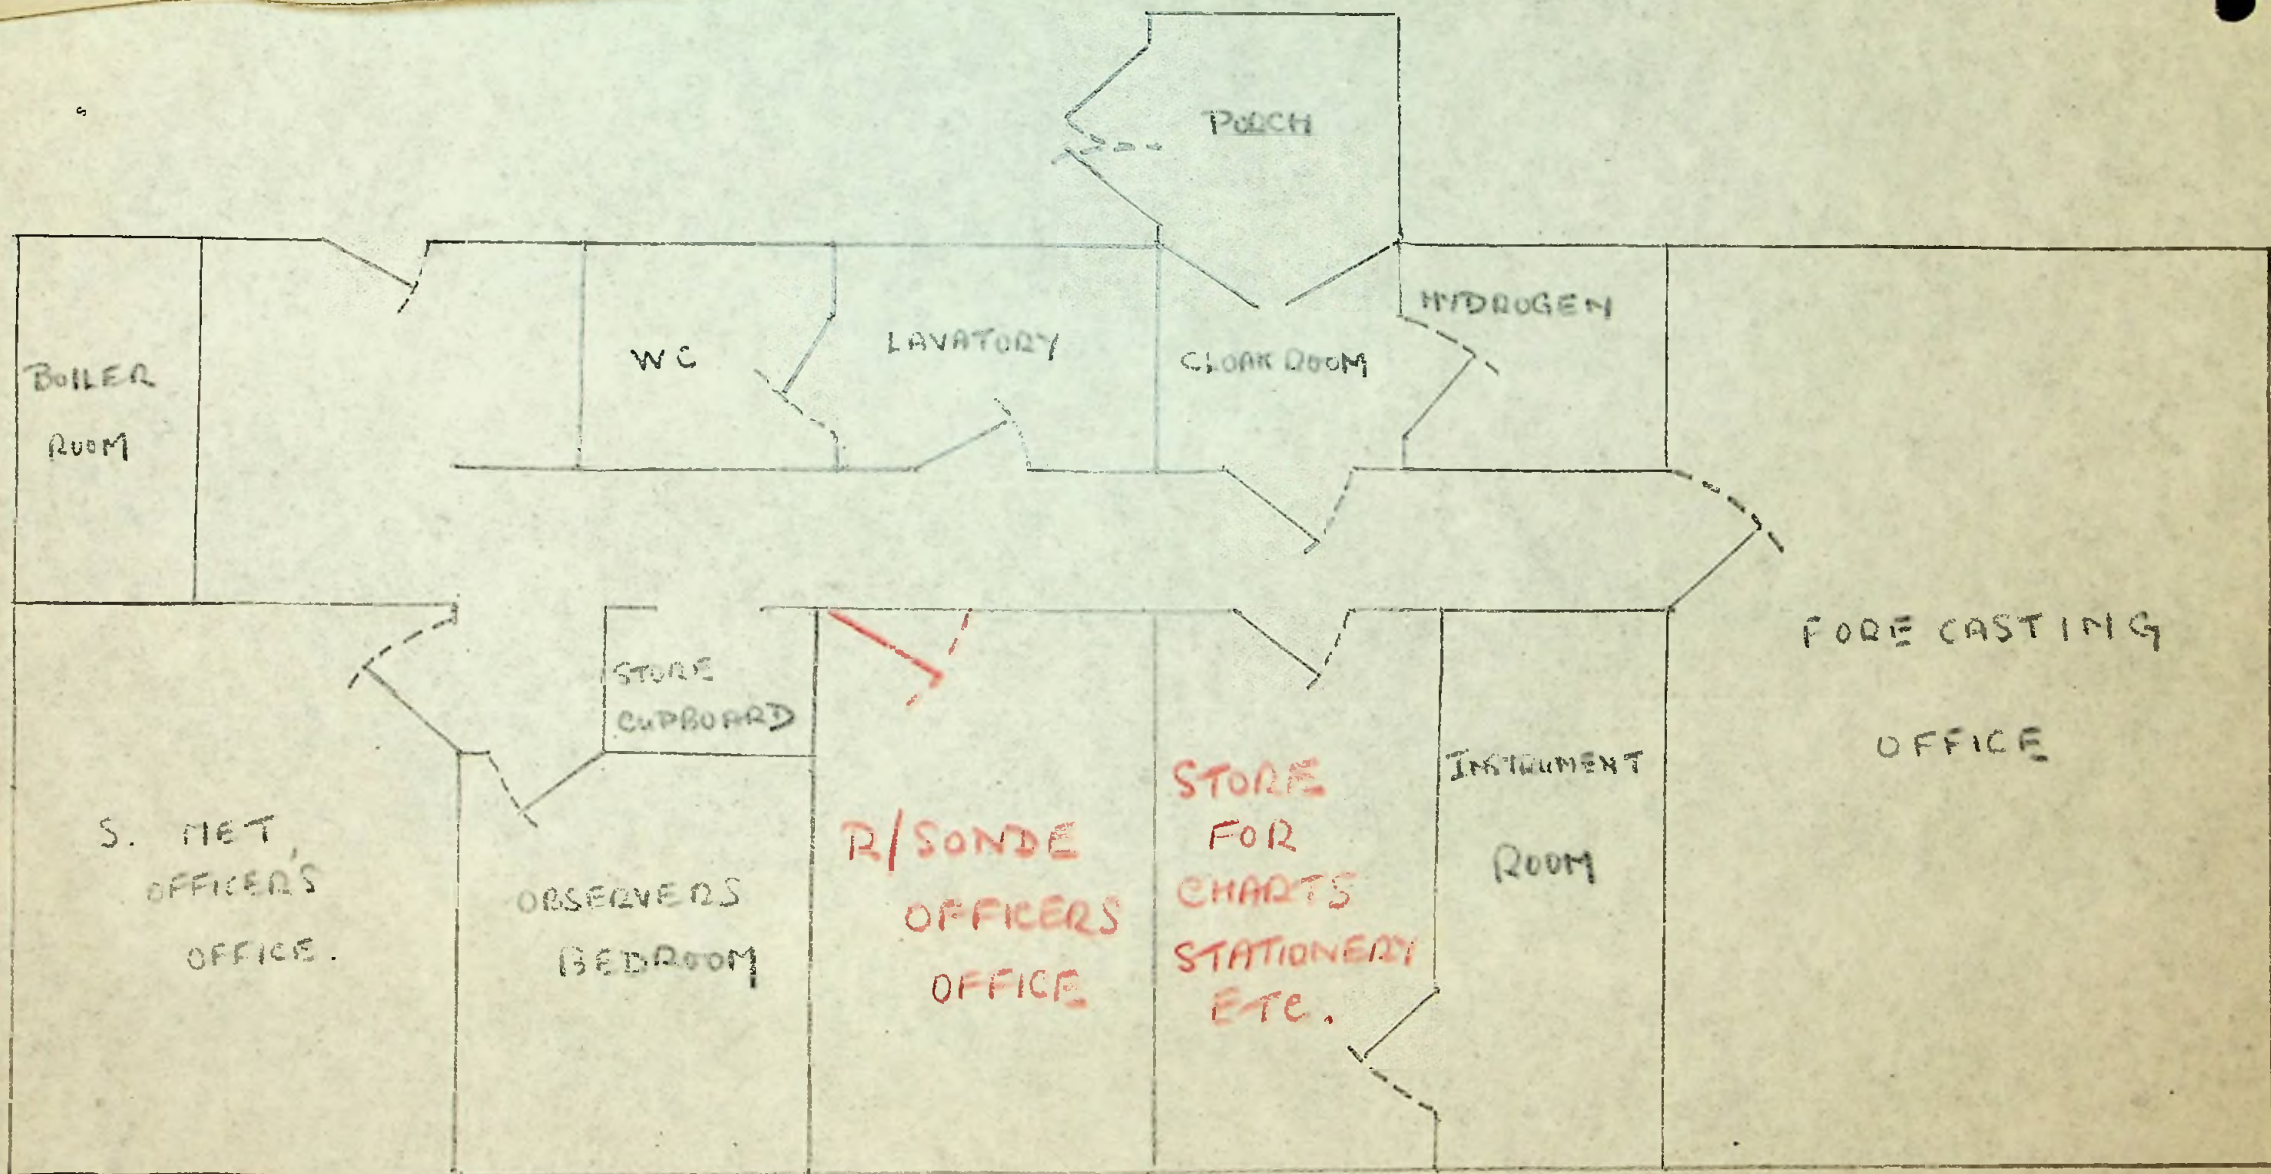 PORCH
BOILER
ROOM
WC
LAVATORY
CLOAK ROOM
HYDROGEN
STORE
CUPBOARD
FORECASTING
OFFICE
S. MET
OFFICER'S
OFFICE.
OBSERVERS
BEDROOM
R/SONDE
OFFICERS
OFFICE
STORE
FOR
CHARTS
STATIONERY
ETC.
INSTRUMENT
ROOM